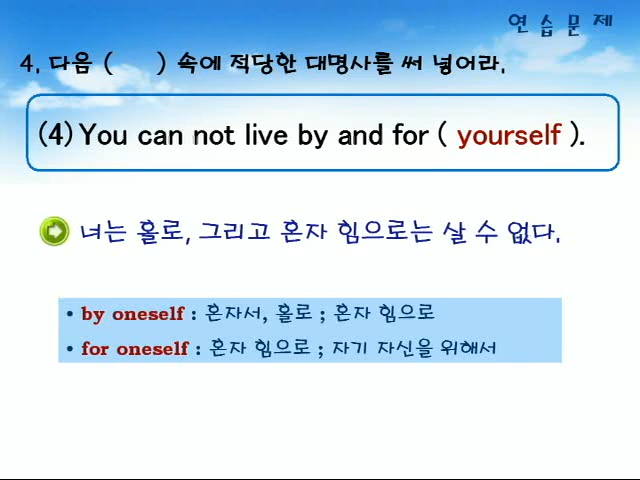 연 습 문 제
4. 다음 (      ) 속에 적당한 대명사를 써 넣어라.
(4) You can not live by and for ( yourself ).
너는 홀로, 그리고 혼자 힘으로는 살 수 없다.
• by oneself : 혼자서, 홀로 ; 혼자 힘으로
• for oneself : 혼자 힘으로 ; 자기 자신을 위해서